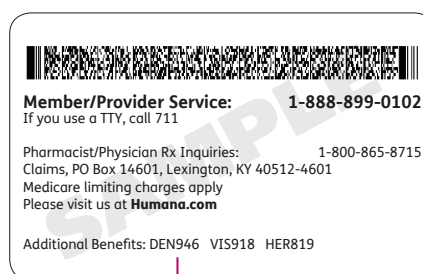 Member/Provider Service: 1-888-899-0102
If you use a TTY, call 711
Pharmacist/Physician Rx Inquiries: 1-800-865-8715
Claims, PO Box 14601, Lexington, KY 40512-4601
Medicare limiting charges apply
Please visit us at Humana.com
Additional Benefits: DEN946 VIS918 HER819
SAMPLE